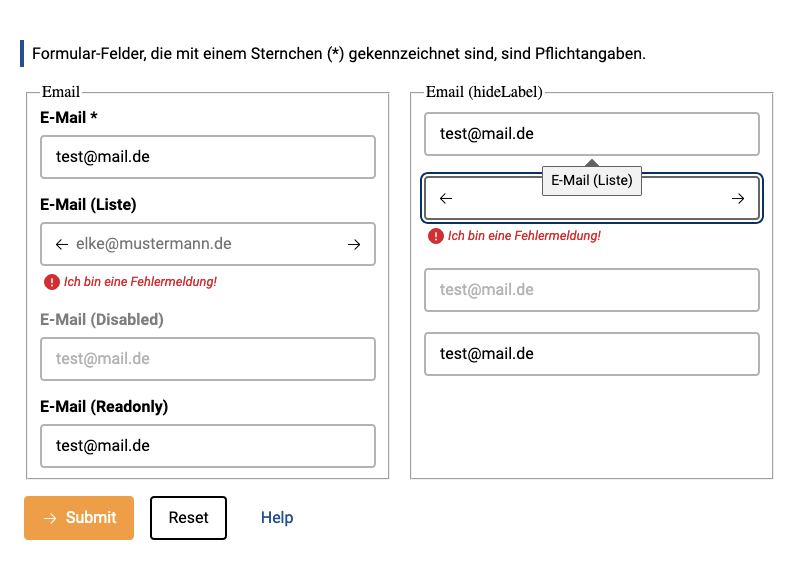 Formular-Felder, die mit einem Sternchen (*) gekennzeichnet sind, sind Pflichtangaben.
Email
E-Mail *
test@mail.de
E-Mail (Liste)
elke@mustermann.de
Ich bin eine Fehlermeldung!
E-Mail (Disabled)
test@mail.de
E-Mail (Readonly)
test@mail.de
Email (hideLabel)
test@mail.de
E-Mail (Liste)
Ich bin eine Fehlermeldung!
test@mail.de
test@mail.de
Submit
Reset
Help